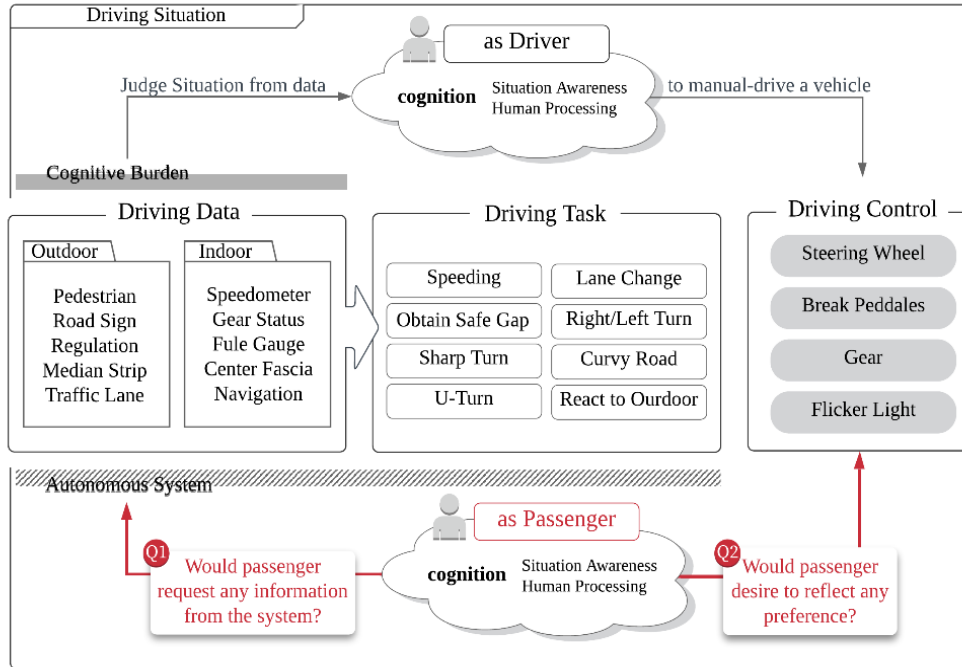 Driving Situation
as Driver
Judge Situation from data
cognition
Situation Awareness
Human Processing
to manual-drive a vehicle
Cognitive Burden
Driving Data
Outdoor
Pedestrian
Road Sign
Regulation
Median Strip
Traffic Lane
Indoor
Speedometer
Gear Status
Fule Gauge
Center Fascia
Navigation
Driving Task
Speeding
Lane Change
Obtain Safe Gap
Right/Left Turn
Sharp Turn
Curvy Road
U-Turn
React to Ourdoor
Driving Control
Steering Wheel
Break Peddales
Gear
Flicker Light
Autonomous System
as Passenger
Q1
Would passenger
request any information
from the system?
cognition
Situation Awareness
Human Processing
Q2
Would passenger
desire to reflect any
preference?